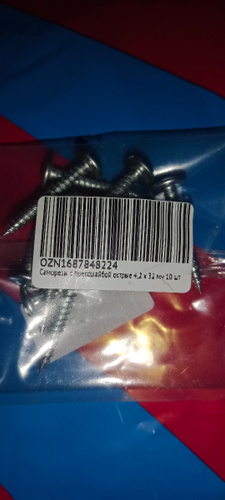 OZN1687848224
Саморезы с прессшайбой острые 4,2 x 32 мм 10 шт